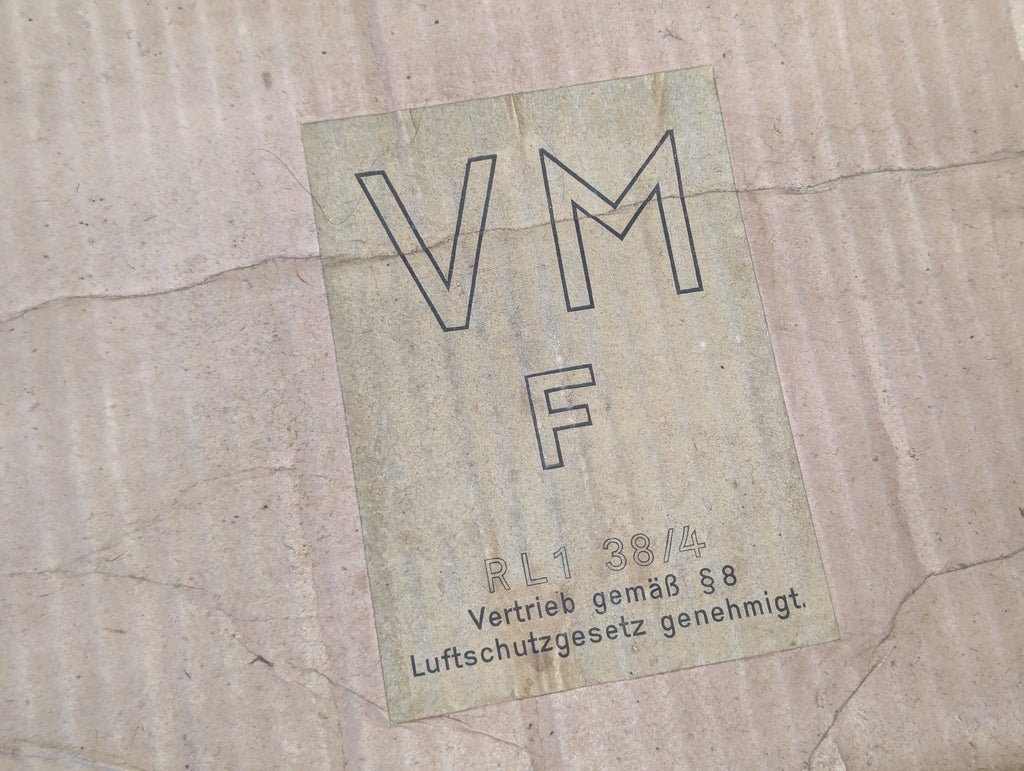 VM
F
RL1 38/4
Vertrieb gemäß § 8
Luftschutzgesetz genehmigt.